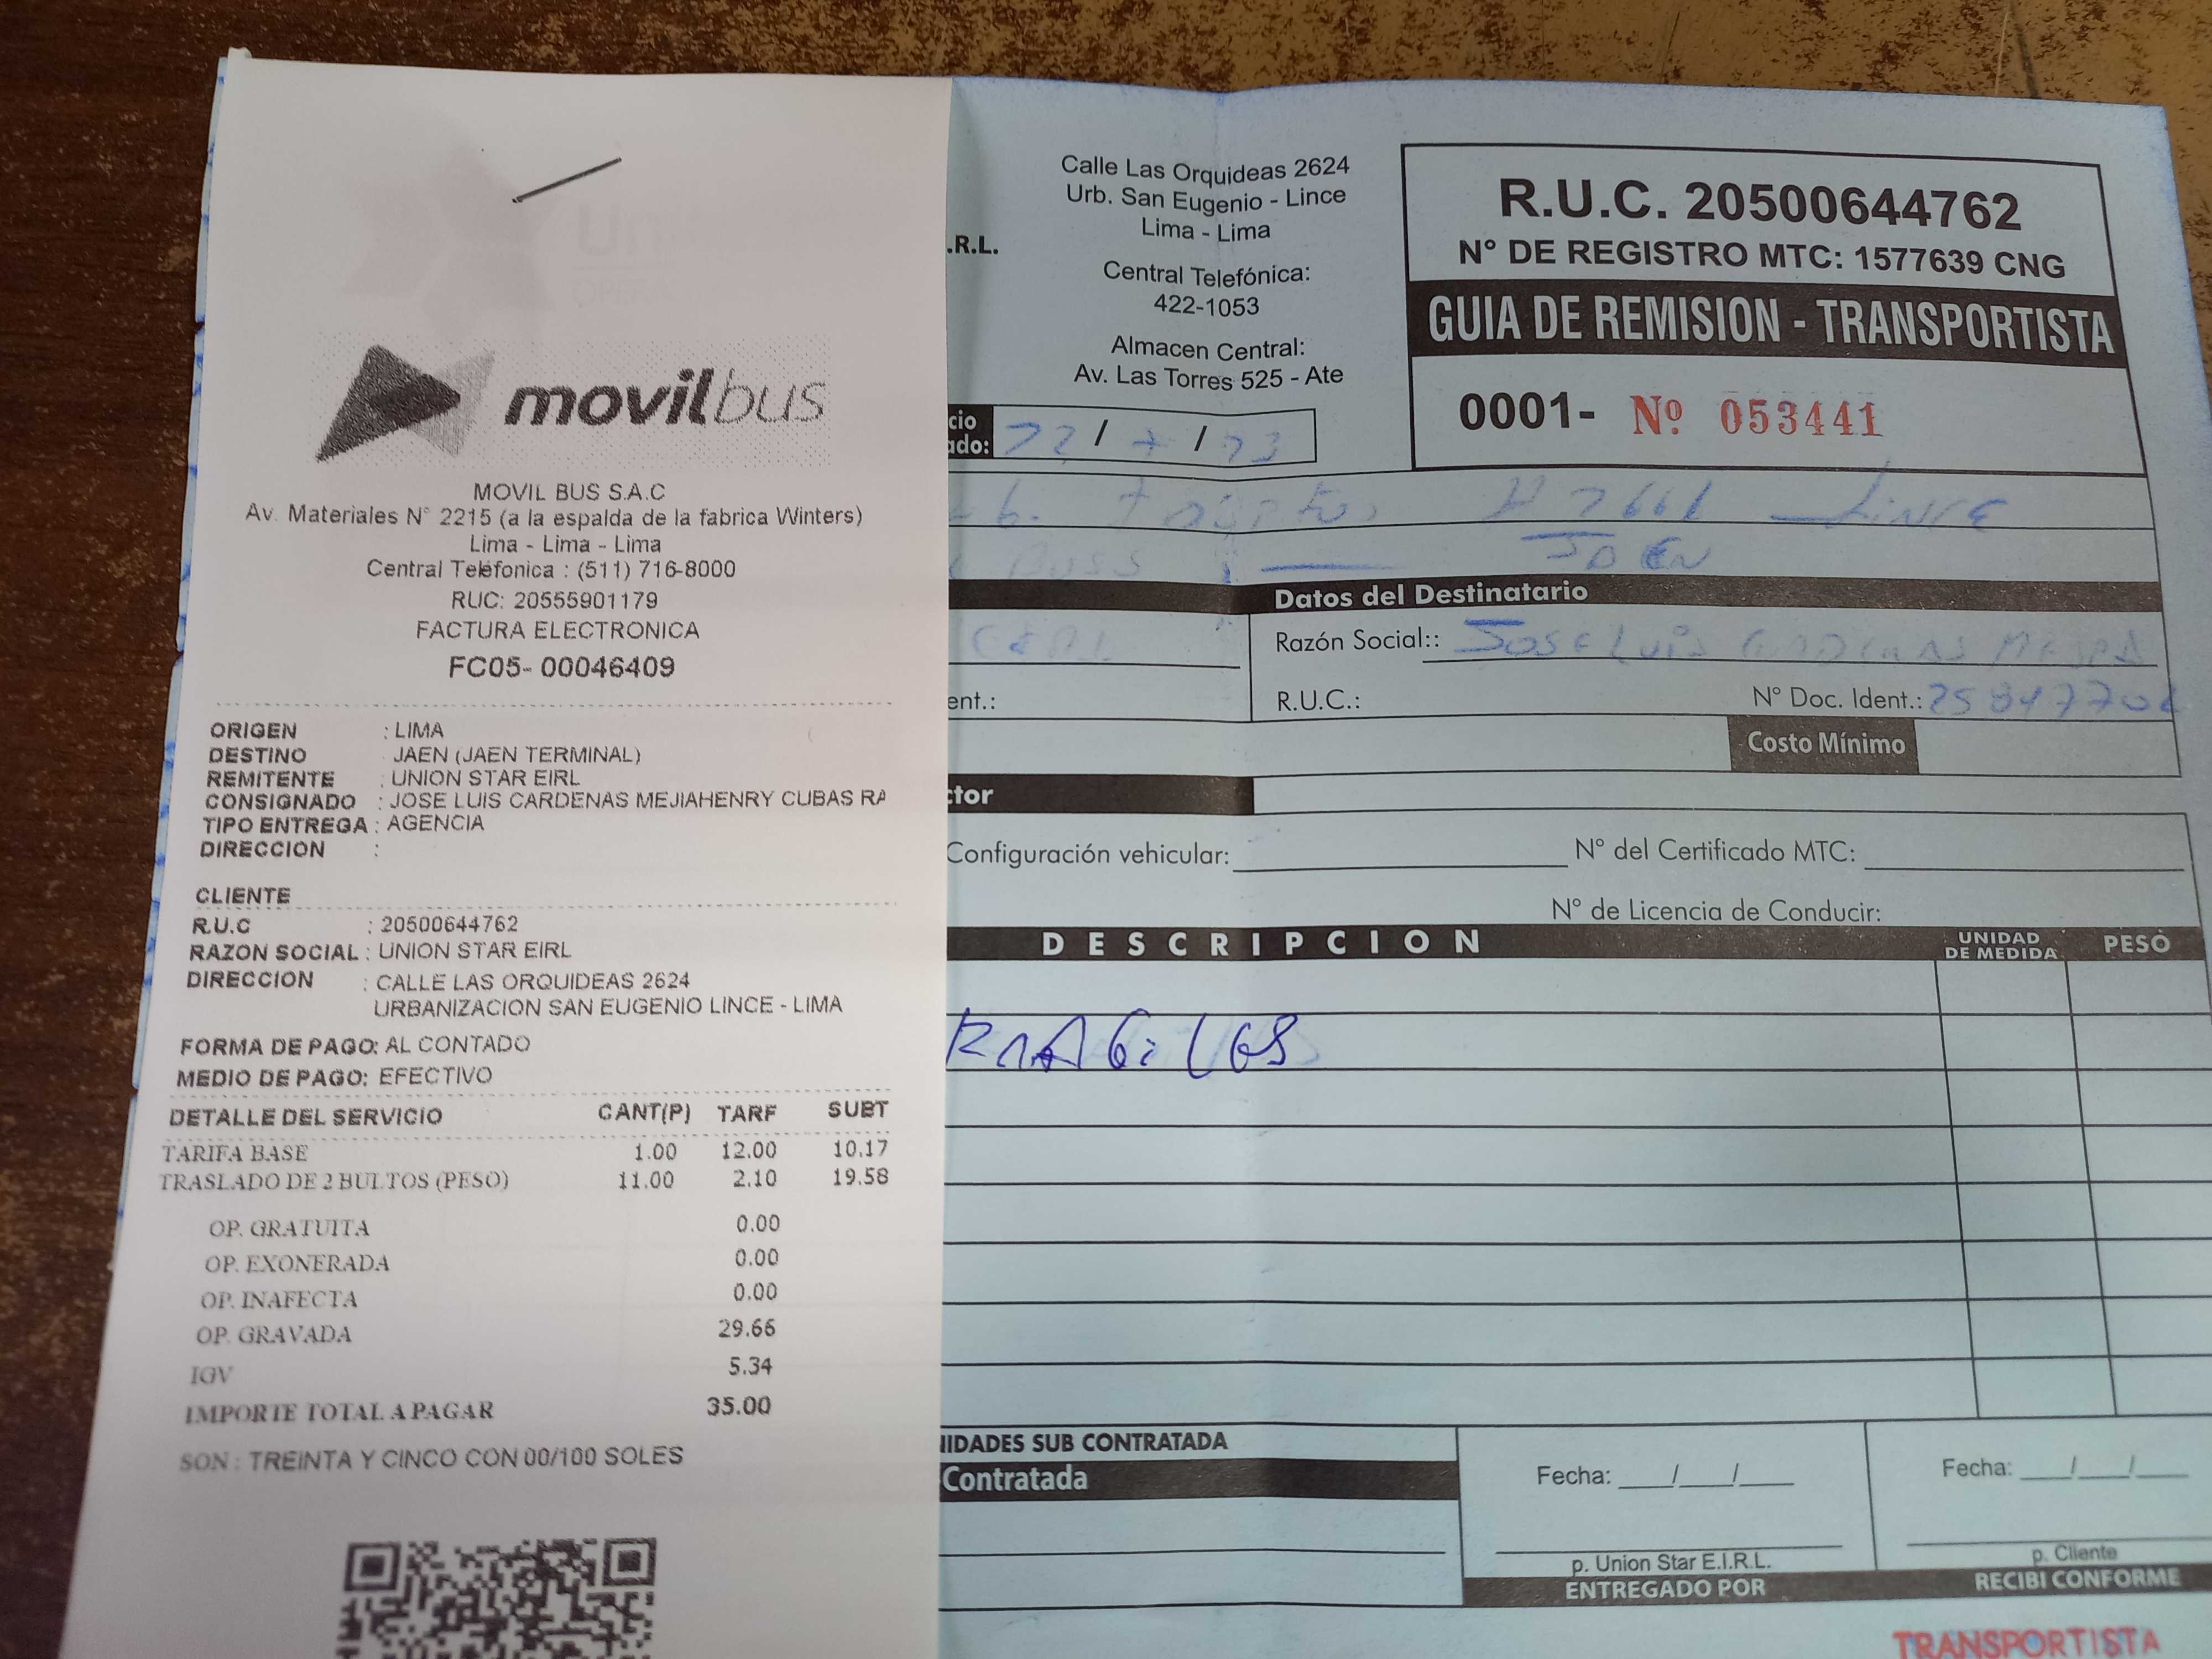 movilbus
MOVIL BUS S.A.C
Av. Materiales N° 2215 (a la espalda de la fabrica Winters)
Lima - Lima - Lima
Central Teléfonica : (511) 716-8000
RUC: 20555901179
FACTURA ELECTRONICA
FC05- 00046409
ORIGEN : LIMA
DESTINO JAEN (JAEN TERMINAL)
REMITENTE : UNION STAR EIRL
CONSIGNADO : JOSE LUIS CARDENAS MEJIAHENRY CUBAS RA
TIPO ENTREGA : AGENCIA
DIRECCION :
CLIENTE
R.U.C : 20500644762
RAZON SOCIAL : UNION STAR EIRL
DIRECCION : CALLE LAS ORQUIDEAS 2624
URBANIZACION SAN EUGENIO LINCE - LIMA
FORMA DE PAGO: AL CONTADO
MEDIO DE PAGO: EFECTIVO
DETALLE DEL SERVICIO CANT(P) TARF SUBT
TARIFA BASE 1.00 12.00 10.17
TRASLADO DE 2 BULTOS (PESO) 11.00 2.10 19.58
OP. GRATUITA 0.00
OP. EXONERADA 0.00
OP. INAFECTA 0.00
OP. GRAVADA 29.66
IGV 5.34
IMPORTE TOTAL A PAGAR 35.00
SON : TREINTA Y CINCO CON 00/100 SOLES
.R.L.
Calle Las Orquideas 2624
Urb. San Eugenio - Lince
Lima - Lima
Central Telefónica:
422-1053
Almacen Central:
Av. Las Torres 525 - Ate
R.U.C. 20500644762
N° DE REGISTRO MTC: 1577639 CNG
GUIA DE REMISION - TRANSPORTISTA
0001- Nº 053441
cio
ado: / /
2661 LINCE
Datos del Destinatario
Razón Social:: JOSE LUIS
R.U.C.: N° Doc. Ident.:
ent.:
Costo Mínimo
ctor
Configuración vehicular: N° del Certificado MTC:
N° de Licencia de Conducir:
DESCRIPCION UNIDAD DE MEDIDA PESO
IDADES SUB CONTRATADA
Contratada
Fecha: / /
p. Union Star E.I.R.L.
ENTREGADO POR
Fecha: / /
p. Cliente
RECIBI CONFORME
TRANSPORTISTA